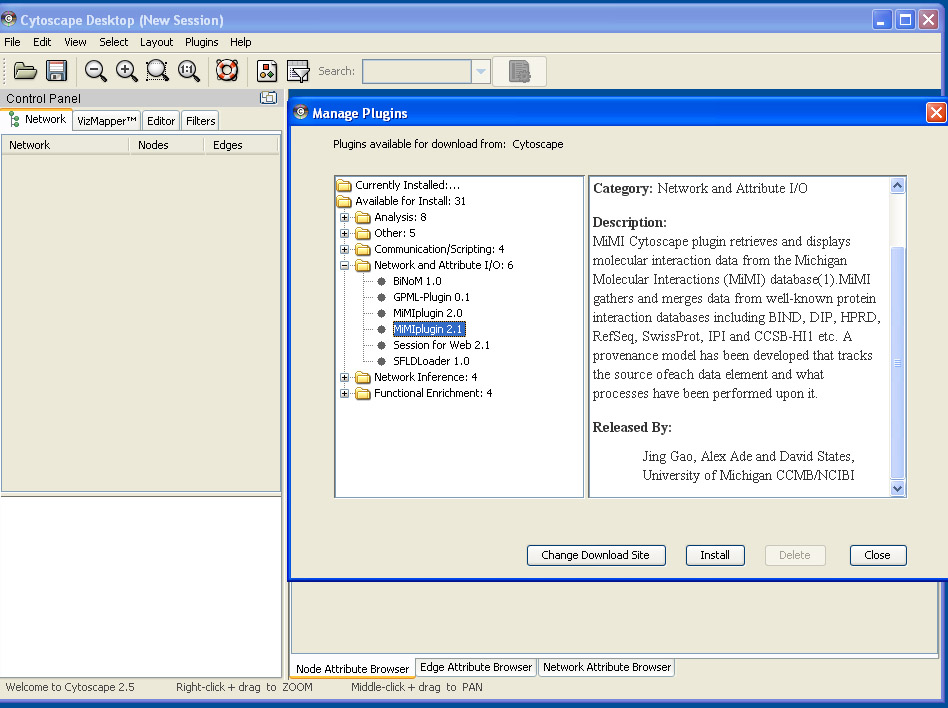 Cytoscape Desktop (New Session)
File Edit View Select Layout Plugins Help
Search:
Control Panel
Network VizMapper™ Editor Filters
Network Nodes Edges
Manage Plugins
Plugins available for download from: Cytoscape
Currently Installed:...
Available for Install: 31
Analysis: 8
Other: 5
Communication/Scripting: 4
Network and Attribute I/O: 6
BiNoM 1.0
GPML-Plugin 0.1
MiMIplugin 2.0
MiMIplugin 2.1
Session for Web 2.1
SFLDLoader 1.0
Network Inference: 4
Functional Enrichment: 4
Category: Network and Attribute I/O
Description:
MiMI Cytoscape plugin retrieves and displays
molecular interaction data from the Michigan
Molecular Interactions (MiMI) database(1).MiMI
gathers and merges data from well-known protein
interaction databases including BIND, DIP, HPRD,
RefSeq, SwissProt, IPI and CCSB-HI1 etc. A
provenance model has been developed that tracks
the source ofeach data element and what
processes have been performed upon it.
Released By:
Jing Gao, Alex Ade and David States,
University of Michigan CCMB/NCIBI
Change Download Site Install Delete Close
Node Attribute Browser Edge Attribute Browser Network Attribute Browser
Welcome to Cytoscape 2.5 Right-click + drag to ZOOM Middle-click + drag to PAN